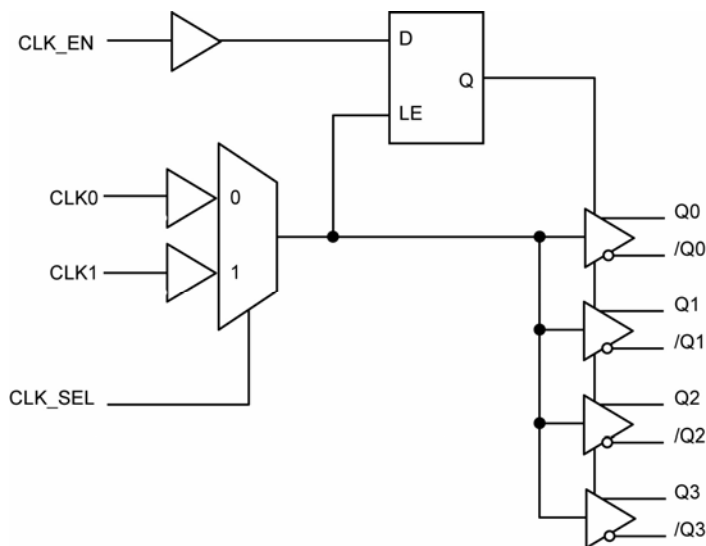 CLK_EN
D
Q
LE
CLK0
0
CLK1
1
CLK_SEL
Q0
/Q0
Q1
/Q1
Q2
/Q2
Q3
/Q3